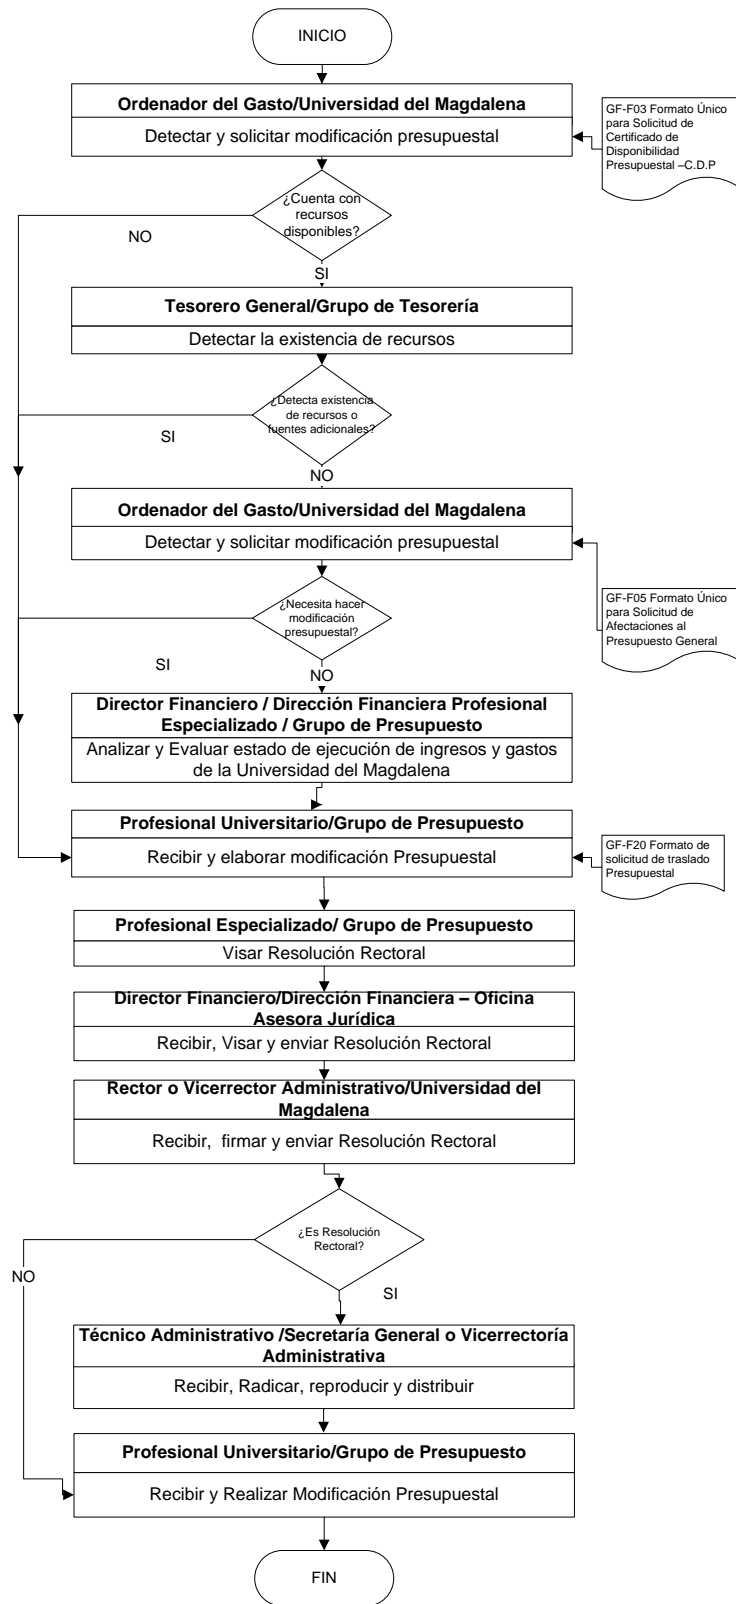 INICIO
Ordenador del Gasto/Universidad del Magdalena
Detectar y solicitar modificación presupuestal
GF-F03 Formato Único
para Solicitud de
Certificado de
Disponibilidad
Presupuestal –C.D.P
¿Cuenta con
recursos
disponibles?
NO
SI
Tesorero General/Grupo de Tesorería
Detectar la existencia de recursos
¿Detecta existencia
de recursos o
fuentes adicionales?
SI
NO
Ordenador del Gasto/Universidad del Magdalena
Detectar y solicitar modificación presupuestal
GF-F05 Formato Único
para Solicitud de
Afectaciones al
Presupuesto General
¿Necesita hacer
modificación
presupuestal?
SI
NO
Director Financiero / Dirección Financiera Profesional
Especializado / Grupo de Presupuesto
Analizar y Evaluar estado de ejecución de ingresos y gastos
de la Universidad del Magdalena
Profesional Universitario/Grupo de Presupuesto
Recibir y elaborar modificación Presupuestal
GF-F20 Formato de
solicitud de traslado
Presupuestal
Profesional Especializado/ Grupo de Presupuesto
Visar Resolución Rectoral
Director Financiero/Dirección Financiera – Oficina
Asesora Jurídica
Recibir, Visar y enviar Resolución Rectoral
Rector o Vicerrector Administrativo/Universidad del
Magdalena
Recibir,  firmar y enviar Resolución Rectoral
¿Es Resolución
Rectoral?
NO
SI
Técnico Administrativo /Secretaría General o Vicerrectoría
Administrativa
Recibir, Radicar, reproducir y distribuir
Profesional Universitario/Grupo de Presupuesto
Recibir y Realizar Modificación Presupuestal
FIN